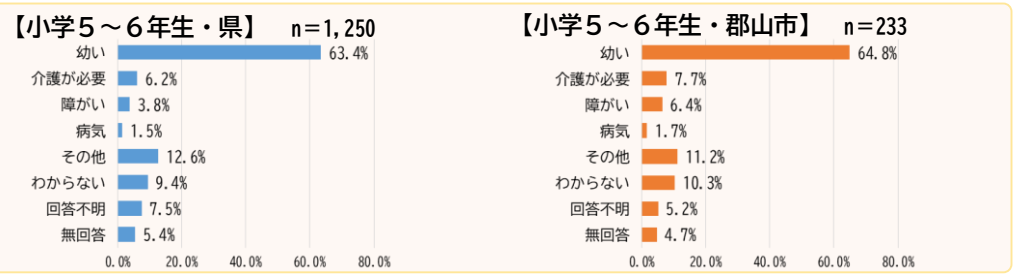 【小学５～６年生・県】 n＝1,250
幼い 63.4%
介護が必要 6.2%
障がい 3.8%
病気 1.5%
その他 12.6%
わからない 9.4%
回答不明 7.5%
無回答 5.4%
0.0% 20.0% 40.0% 60.0% 80.0%
【小学５～６年生・郡山市】 n＝233
幼い 64.8%
介護が必要 7.7%
障がい 6.4%
病気 1.7%
その他 11.2%
わからない 10.3%
回答不明 5.2%
無回答 4.7%
0.0% 20.0% 40.0% 60.0% 80.0%